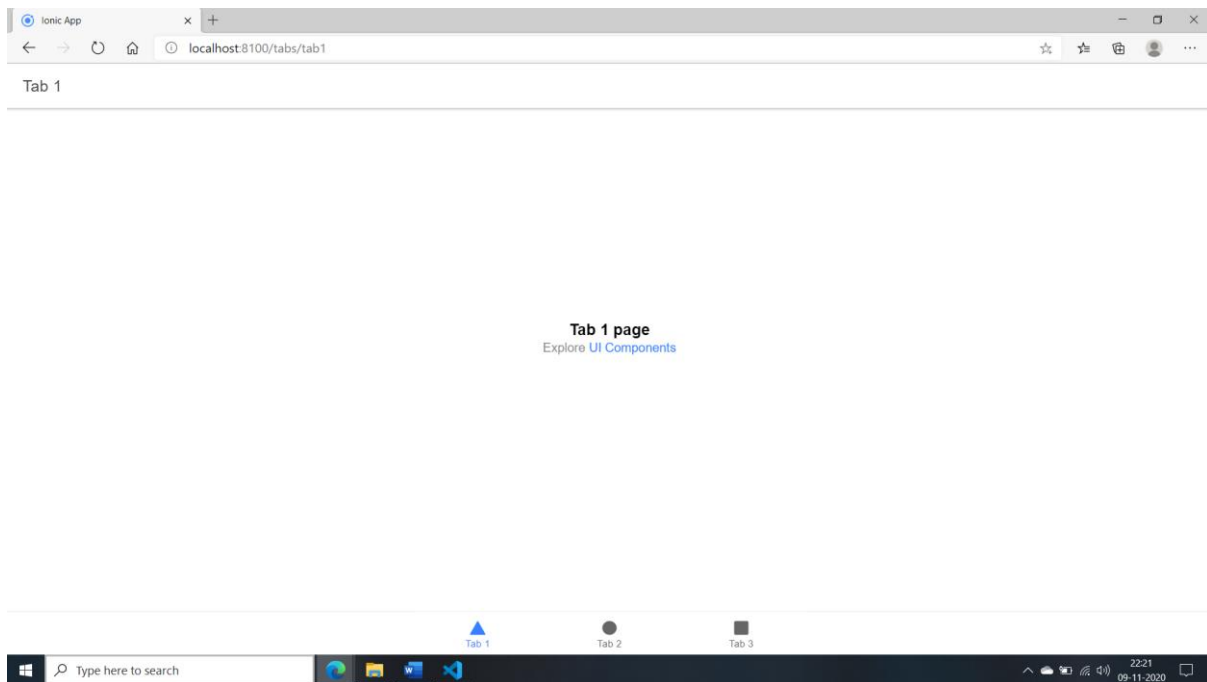 Ionic App
localhost:8100/tabs/tab1
Tab 1
Tab 1 page
Explore UI Components
Tab 1 Tab 2 Tab 3
Type here to search
22:21
09-11-2020